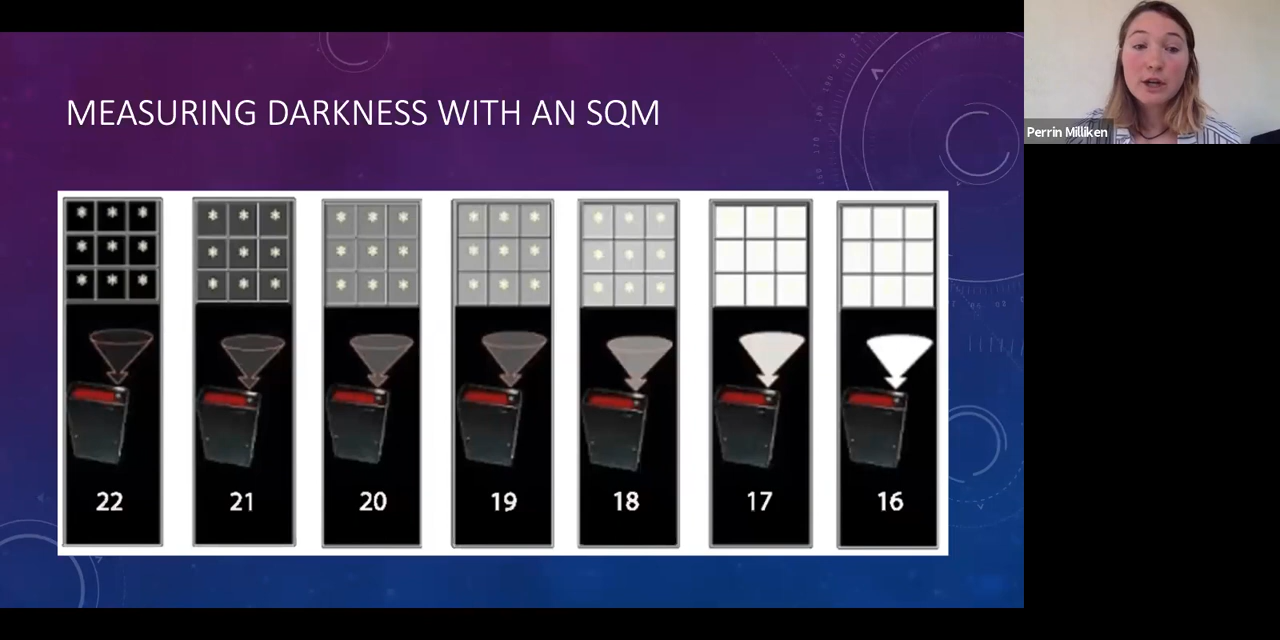 MEASURING DARKNESS WITH AN SQM
Perrin Milliken
22 21 20 19 18 17 16